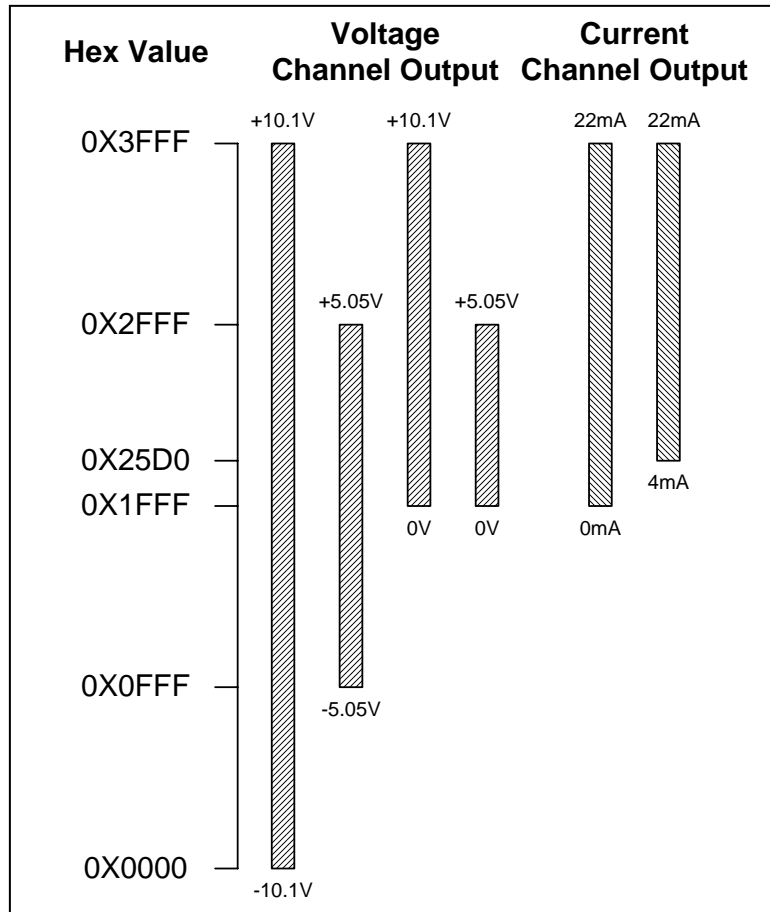 Hex Value
Voltage
Channel Output
Current
Channel Output
+10.1V
+10.1V
22mA
22mA
0X3FFF
+5.05V
+5.05V
0X2FFF
0X25D0
4mA
0X1FFF
0V
0V
0mA
0X0FFF
-5.05V
0X0000
-10.1V